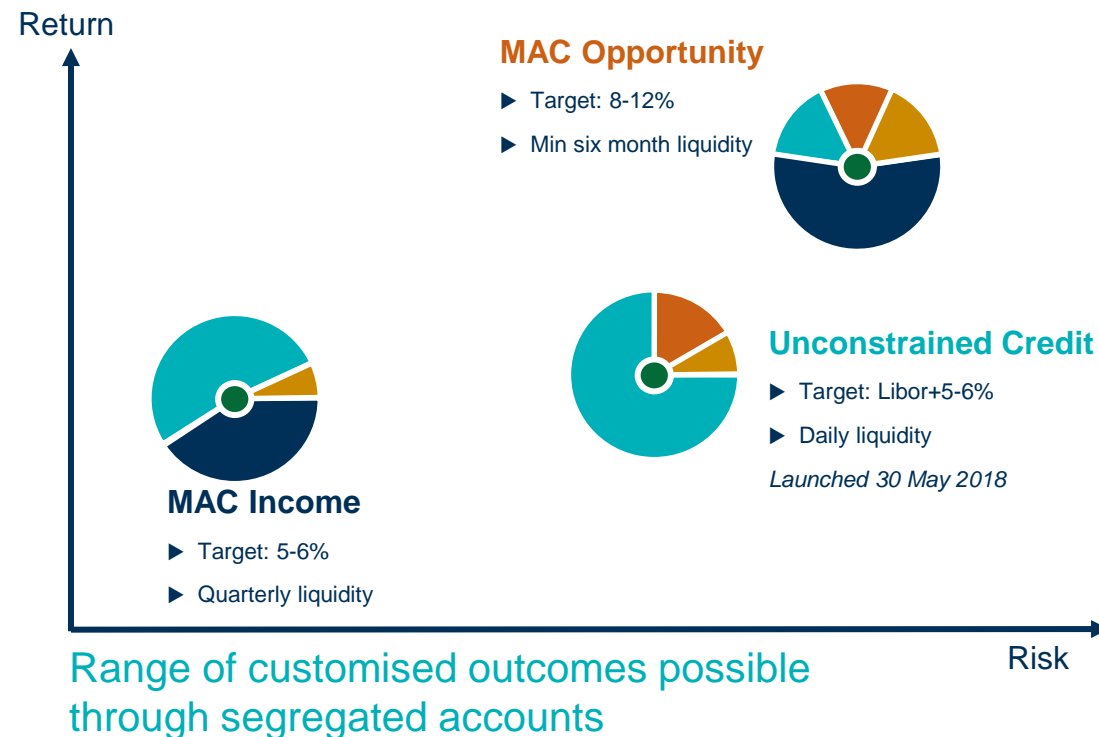 Return
MAC Opportunity
▶ Target: 8-12%
▶ Min six month liquidity
Unconstrained Credit
▶ Target: Libor+5-6%
▶ Daily liquidity
Launched 30 May 2018
MAC Income
▶ Target: 5-6%
▶ Quarterly liquidity
Risk
Range of customised outcomes possible
through segregated accounts